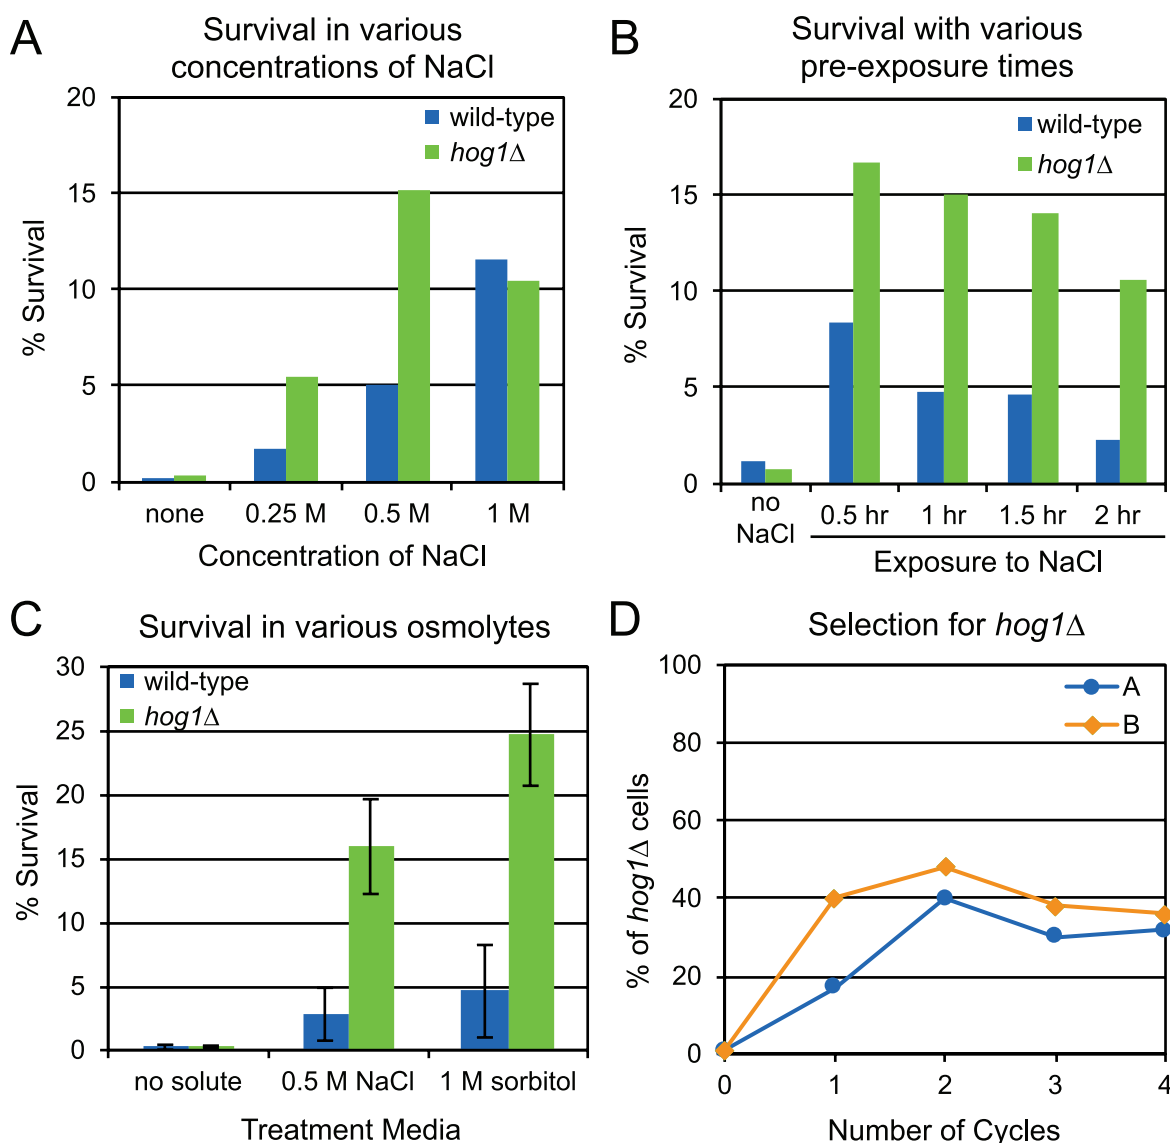 A
Survival in various
concentrations of NaCl
20
15
10
5
0
% Survival
wild-type
hog1Δ
none 0.25 M 0.5 M 1 M
Concentration of NaCl
B
Survival with various
pre-exposure times
20
15
10
5
0
% Survival
wild-type
hog1Δ
no
NaCl
0.5 hr 1 hr 1.5 hr 2 hr
Exposure to NaCl
C
Survival in various osmolytes
30
25
20
15
10
5
0
% Survival
wild-type
hog1Δ
no solute 0.5 M NaCl 1 M sorbitol
Treatment Media
D
Selection for hog1Δ
100
80
60
40
20
0
% of hog1Δ cells
A
B
0 1 2 3 4
Number of Cycles